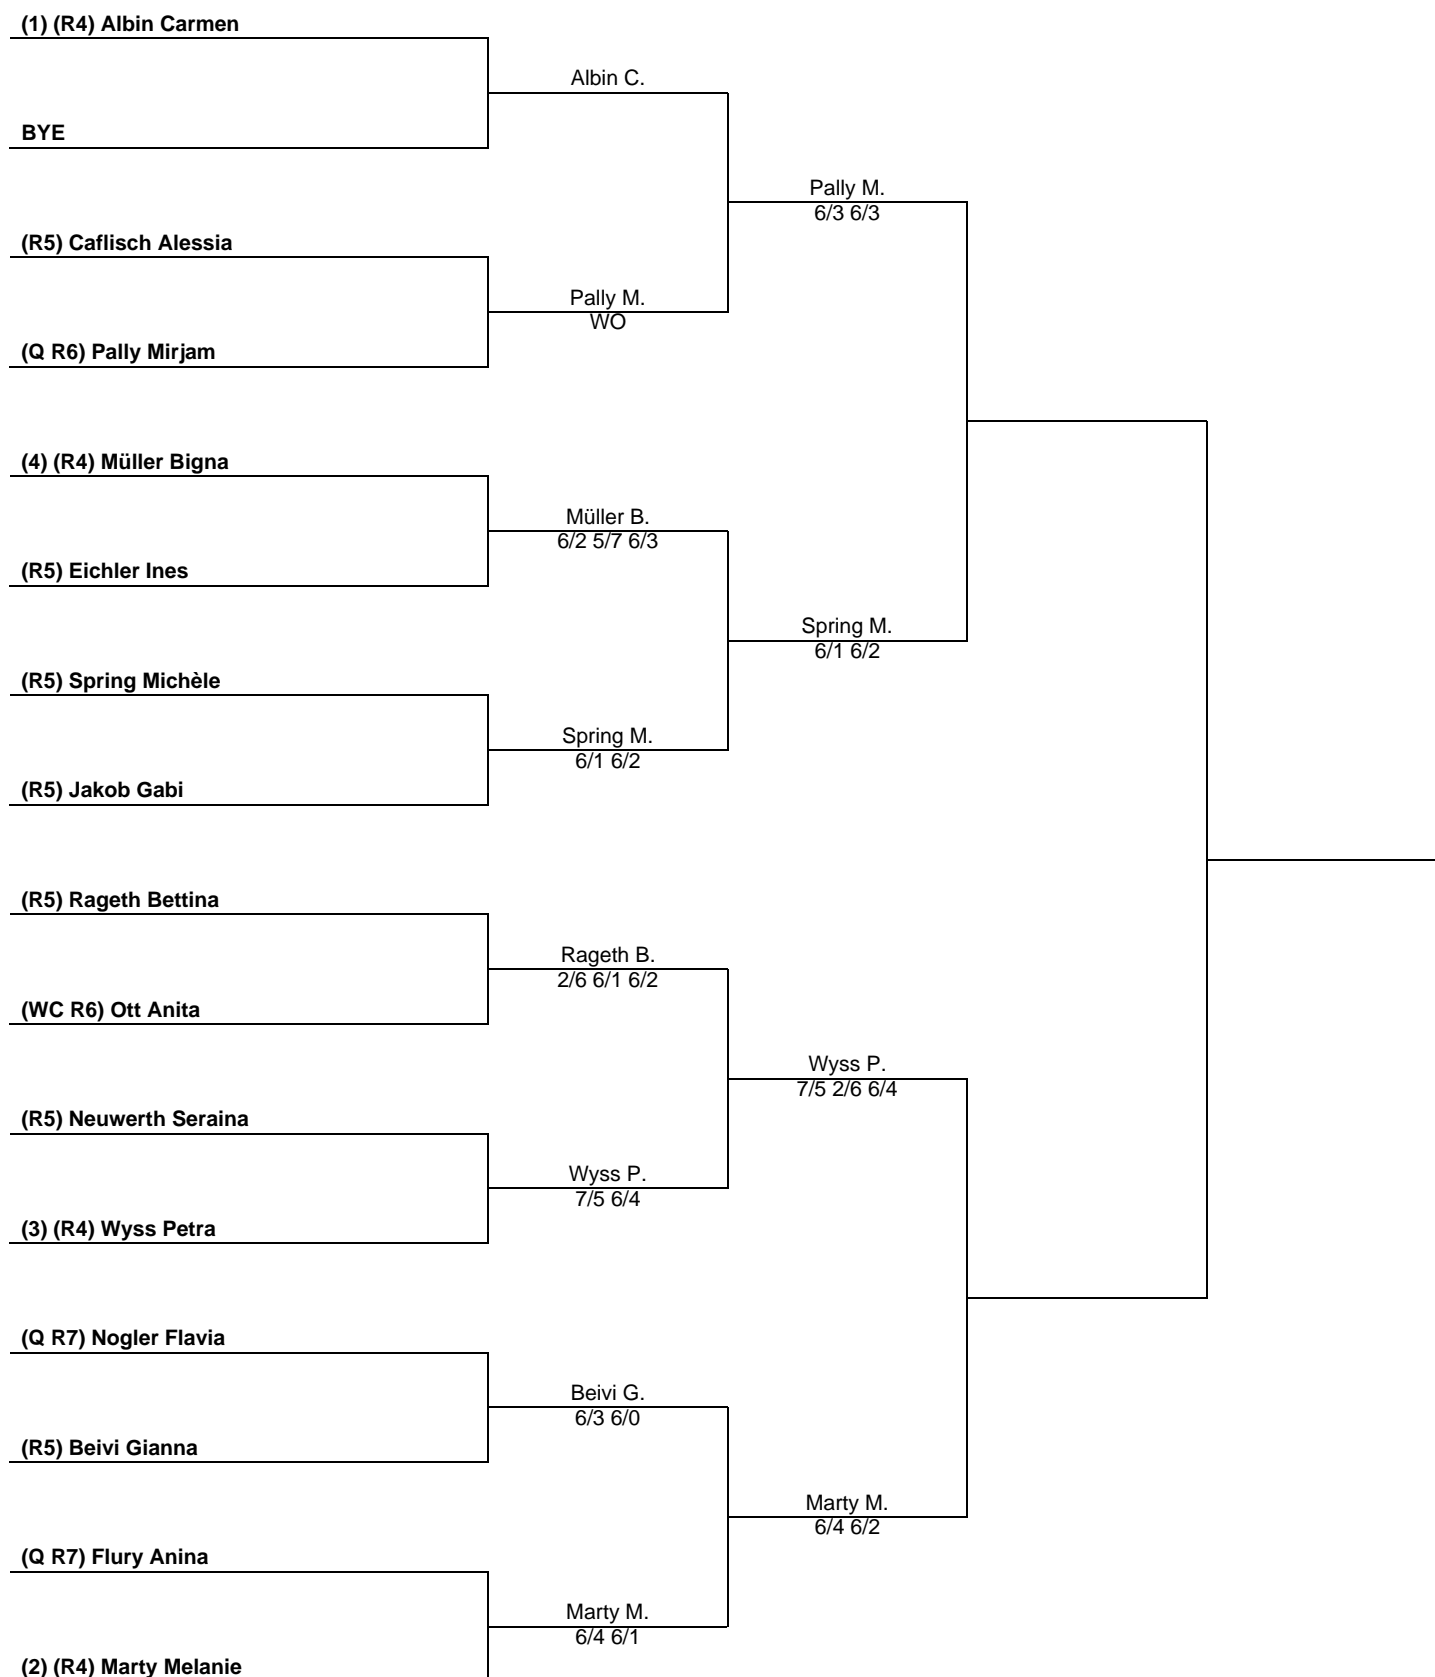 (1) (R4) Albin Carmen
Albin C.
BYE
Pally M.
6/3 6/3
(R5) Caflisch Alessia
Pally M.
WO
(Q R6) Pally Mirjam
(4) (R4) Müller Bigna
Müller B.
6/2 5/7 6/3
(R5) Eichler Ines
Spring M.
6/1 6/2
(R5) Spring Michèle
Spring M.
6/1 6/2
(R5) Jakob Gabi
(R5) Rageth Bettina
Rageth B.
2/6 6/1 6/2
(WC R6) Ott Anita
Wyss P.
7/5 2/6 6/4
(R5) Neuwerth Seraina
Wyss P.
7/5 6/4
(3) (R4) Wyss Petra
(Q R7) Nogler Flavia
Beivi G.
6/3 6/0
(R5) Beivi Gianna
Marty M.
6/4 6/2
(Q R7) Flury Anina
Marty M.
6/4 6/1
(2) (R4) Marty Melanie